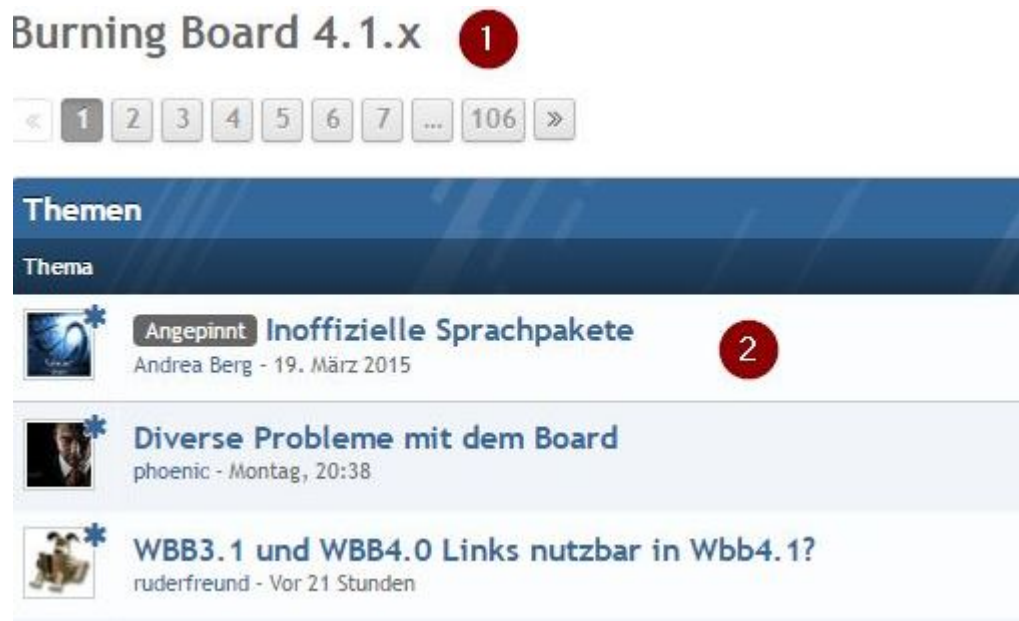 Burning Board 4.1.x 1
« 1 2 3 4 5 6 7 ... 106 »
Themen
Thema
Angepinnt Inoffizielle Sprachpakete
2
Andrea Berg - 19. März 2015
Diverse Probleme mit dem Board
phoenic - Montag, 20:38
WBB3.1 und WBB4.0 Links nutzbar in Wbb4.1?
ruderfreund - Vor 21 Stunden